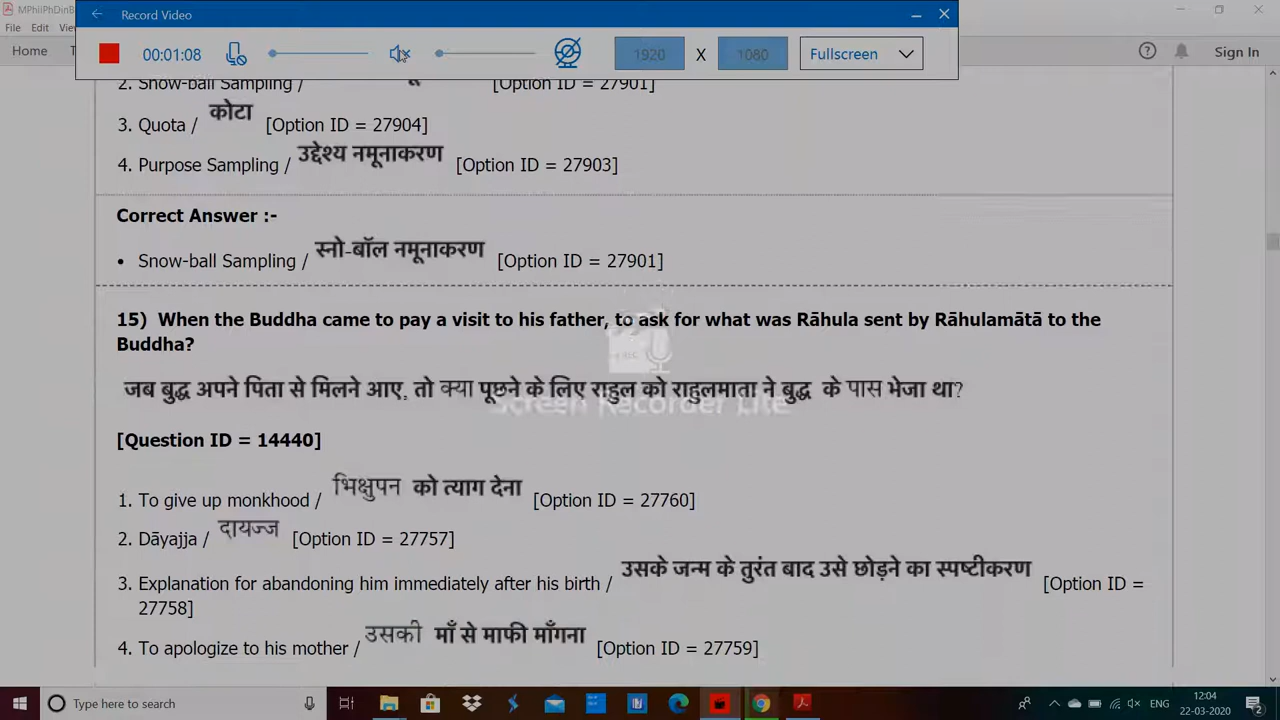 MPhilPhDinB
Record Video
File Edit Vie
00:01:08 1920 X 1080 Fullscreen
Home T Sign In
2. Snow-ball Sampling / [Option ID = 27901]
3. Quota / कोटा [Option ID = 27904]
4. Purpose Sampling / उद्देश्य नमूनाकरण [Option ID = 27903]
Correct Answer :-
• Snow-ball Sampling / स्नो-बॉल नमूनाकरण [Option ID = 27901]
15) When the Buddha came to pay a visit to his father, to ask for what was Rāhula sent by Rāhulamātā to the
Buddha?
जब बुद्ध अपने पिता से मिलने आए, तो क्या पूछने के लिए राहुल को राहुलमाता ने बुद्ध के पास भेजा था?
Screen Recorder Lite
[Question ID = 14440]
1. To give up monkhood / भिक्षुपन को त्याग देना [Option ID = 27760]
2. Dāyajja / दायज्ज [Option ID = 27757]
3. Explanation for abandoning him immediately after his birth / उसके जन्म के तुरंत बाद उसे छोड़ने का स्पष्टीकरण [Option ID =
27758]
4. To apologize to his mother / उसकी माँ से माफी माँगना [Option ID = 27759]
Type here to search ENG 12:04
22-03-2020 2